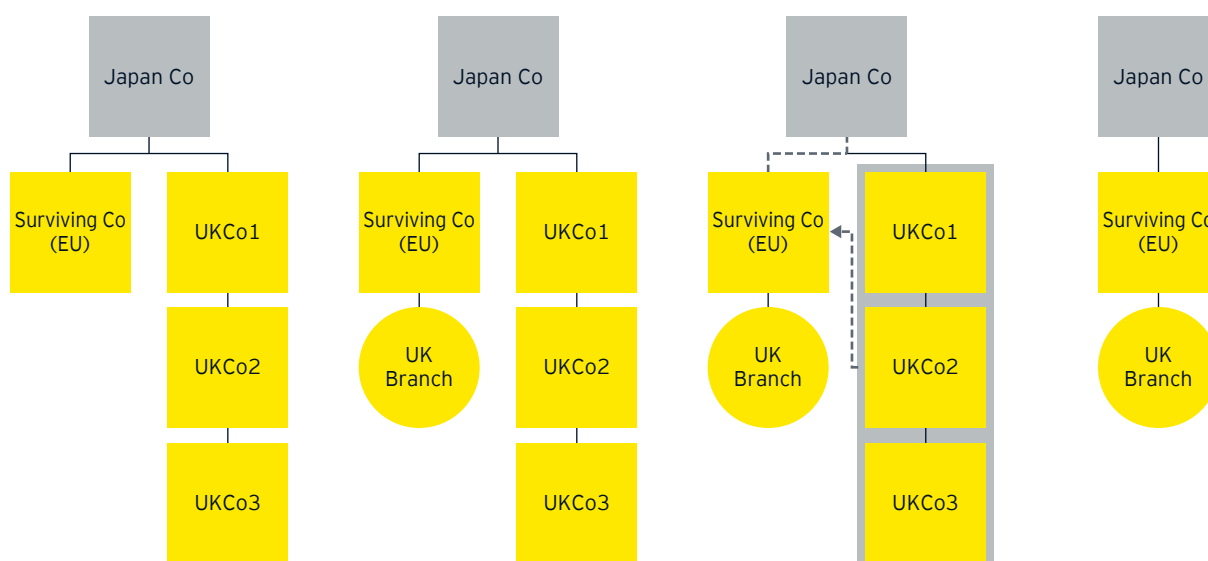 Japan Co
Surviving Co
(EU)
UKCo1
UKCo2
UKCo3
Japan Co
Surviving Co
(EU)
UKCo1
UK
Branch
UKCo2
UKCo3
Japan Co
Surviving Co
(EU)
UKCo1
UK
Branch
UKCo2
UKCo3
Japan Co
Surviving Co
(EU)
UK
Branch